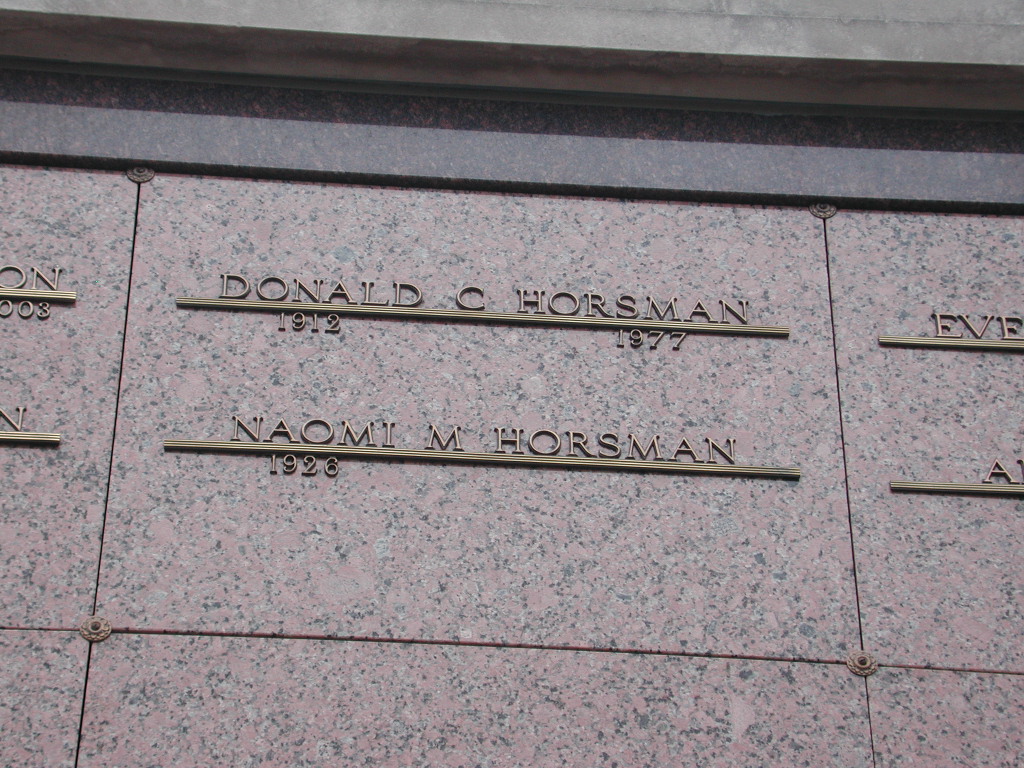 DONALD C HORSMAN
1912 1977
NAOMI M HORSMAN
1926